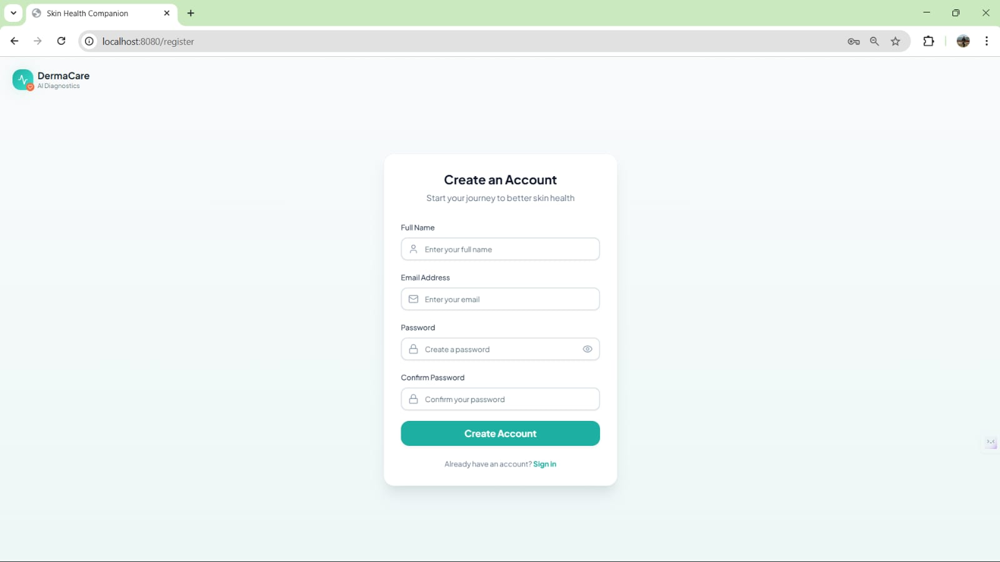 Skin Health Companion
localhost:8080/register
DermaCare
AI Diagnostics
Create an Account
Start your journey to better skin health
Full Name
Enter your full name
Email Address
Enter your email
Password
Create a password
Confirm Password
Confirm your password
Create Account
Already have an account? Sign in